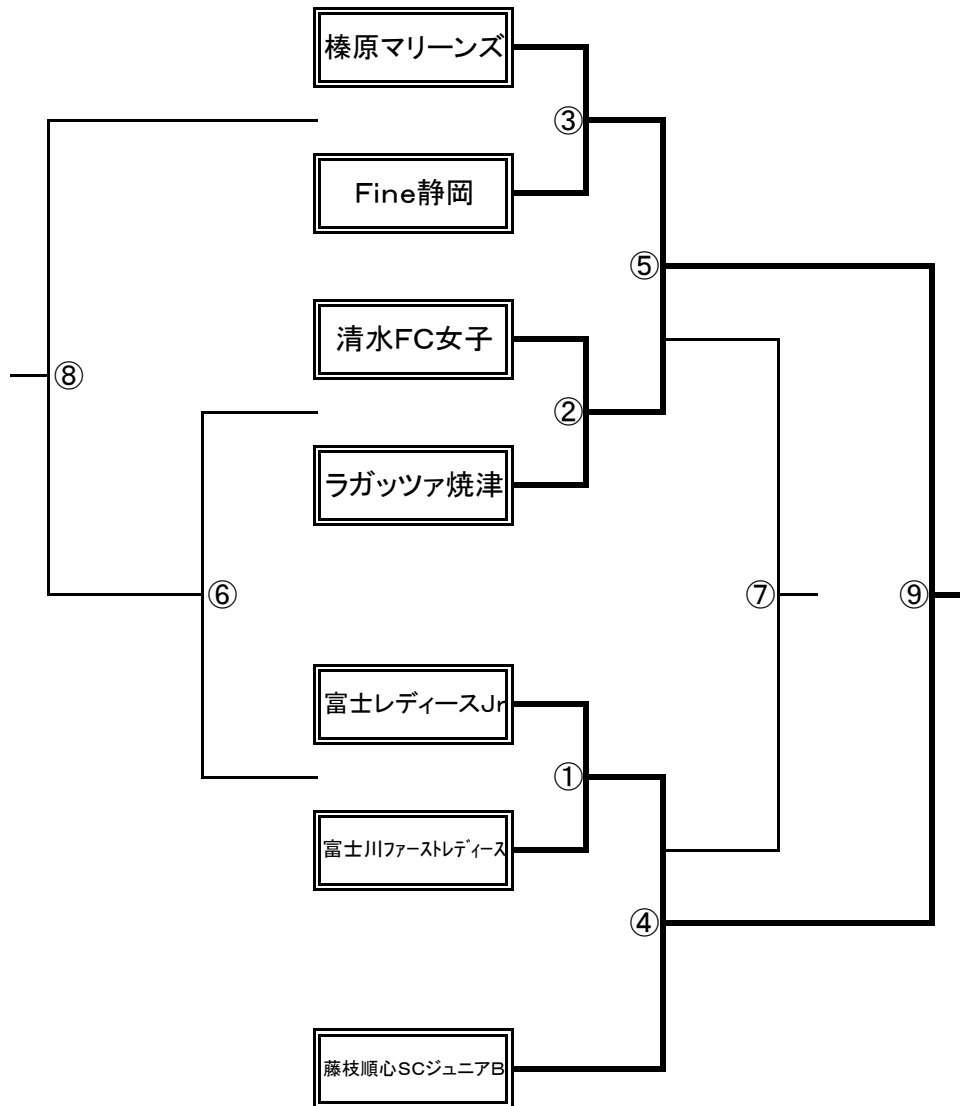 榛原マリーンズ
③
Fine静岡
⑤
清水FC女子
⑧
②
ラガッツァ焼津
⑥
⑦
⑨
富士レディースJr
①
富士川ファーストレディース
④
藤枝順心SCジュニアB